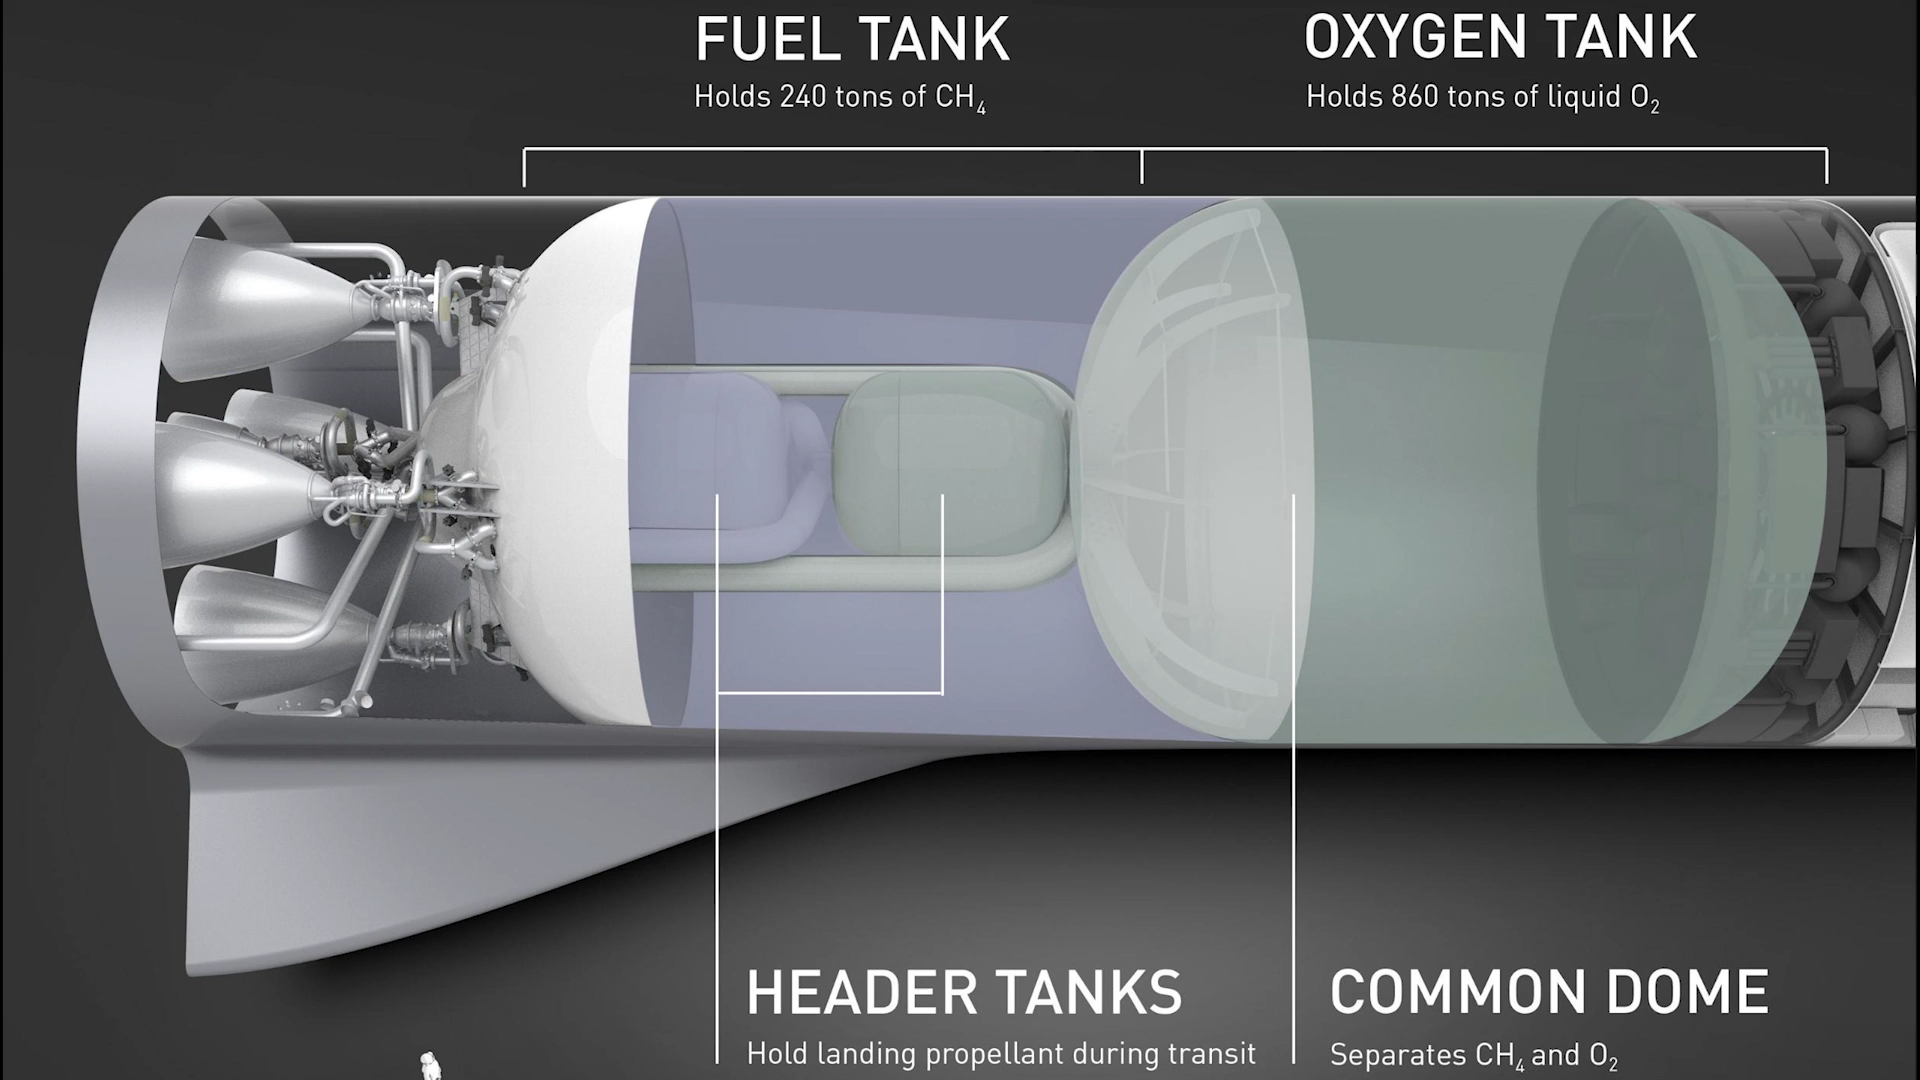 FUEL TANK
Holds 240 tons of CH₄
OXYGEN TANK
Holds 860 tons of liquid O₂
HEADER TANKS
Hold landing propellant during transit
COMMON DOME
Separates CH₄ and O₂